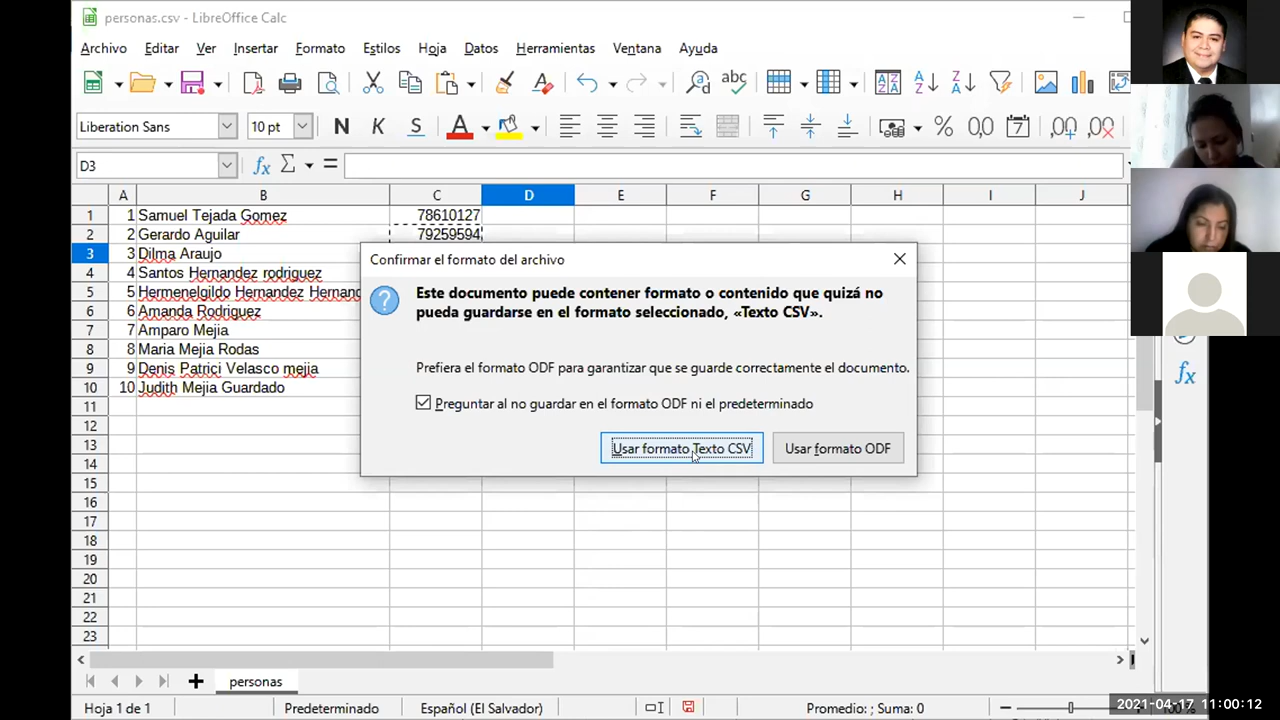 personas.csv - LibreOffice Calc
Archivo Editar Ver Insertar Formato Estilos Hoja Datos Herramientas Ventana Ayuda
abc A Z A Z
Liberation Sans 10 pt N K S A % 0,0 7 ,00 ,00
D3 fx Σ =
A B C D E F G H I J
1 1 Samuel Tejada Gomez 78610127
2 2 Gerardo Aguilar 79259594
3 3 Dilma Araujo
4 4 Santos Hernandez rodriguez
5 5 Hermenelgildo Hernandez Hernand
6 6 Amanda Rodriguez
7 7 Amparo Mejia
8 8 Maria Mejia Rodas
9 9 Denis Patrici Velasco mejia
10 10 Judith Mejia Guardado
11
12
13
14
15
16
17
18
19
20
21
22
23
Confirmar el formato del archivo
Este documento puede contener formato o contenido que quizá no
pueda guardarse en el formato seleccionado, «Texto CSV».
Prefiera el formato ODF para garantizar que se guarde correctamente el documento.
Preguntar al no guardar en el formato ODF ni el predeterminado
Usar formato Texto CSV Usar formato ODF
fx
personas
Hoja 1 de 1 Predeterminado Español (El Salvador) Promedio: ; Suma: 0
2021-04-17 11:00:12